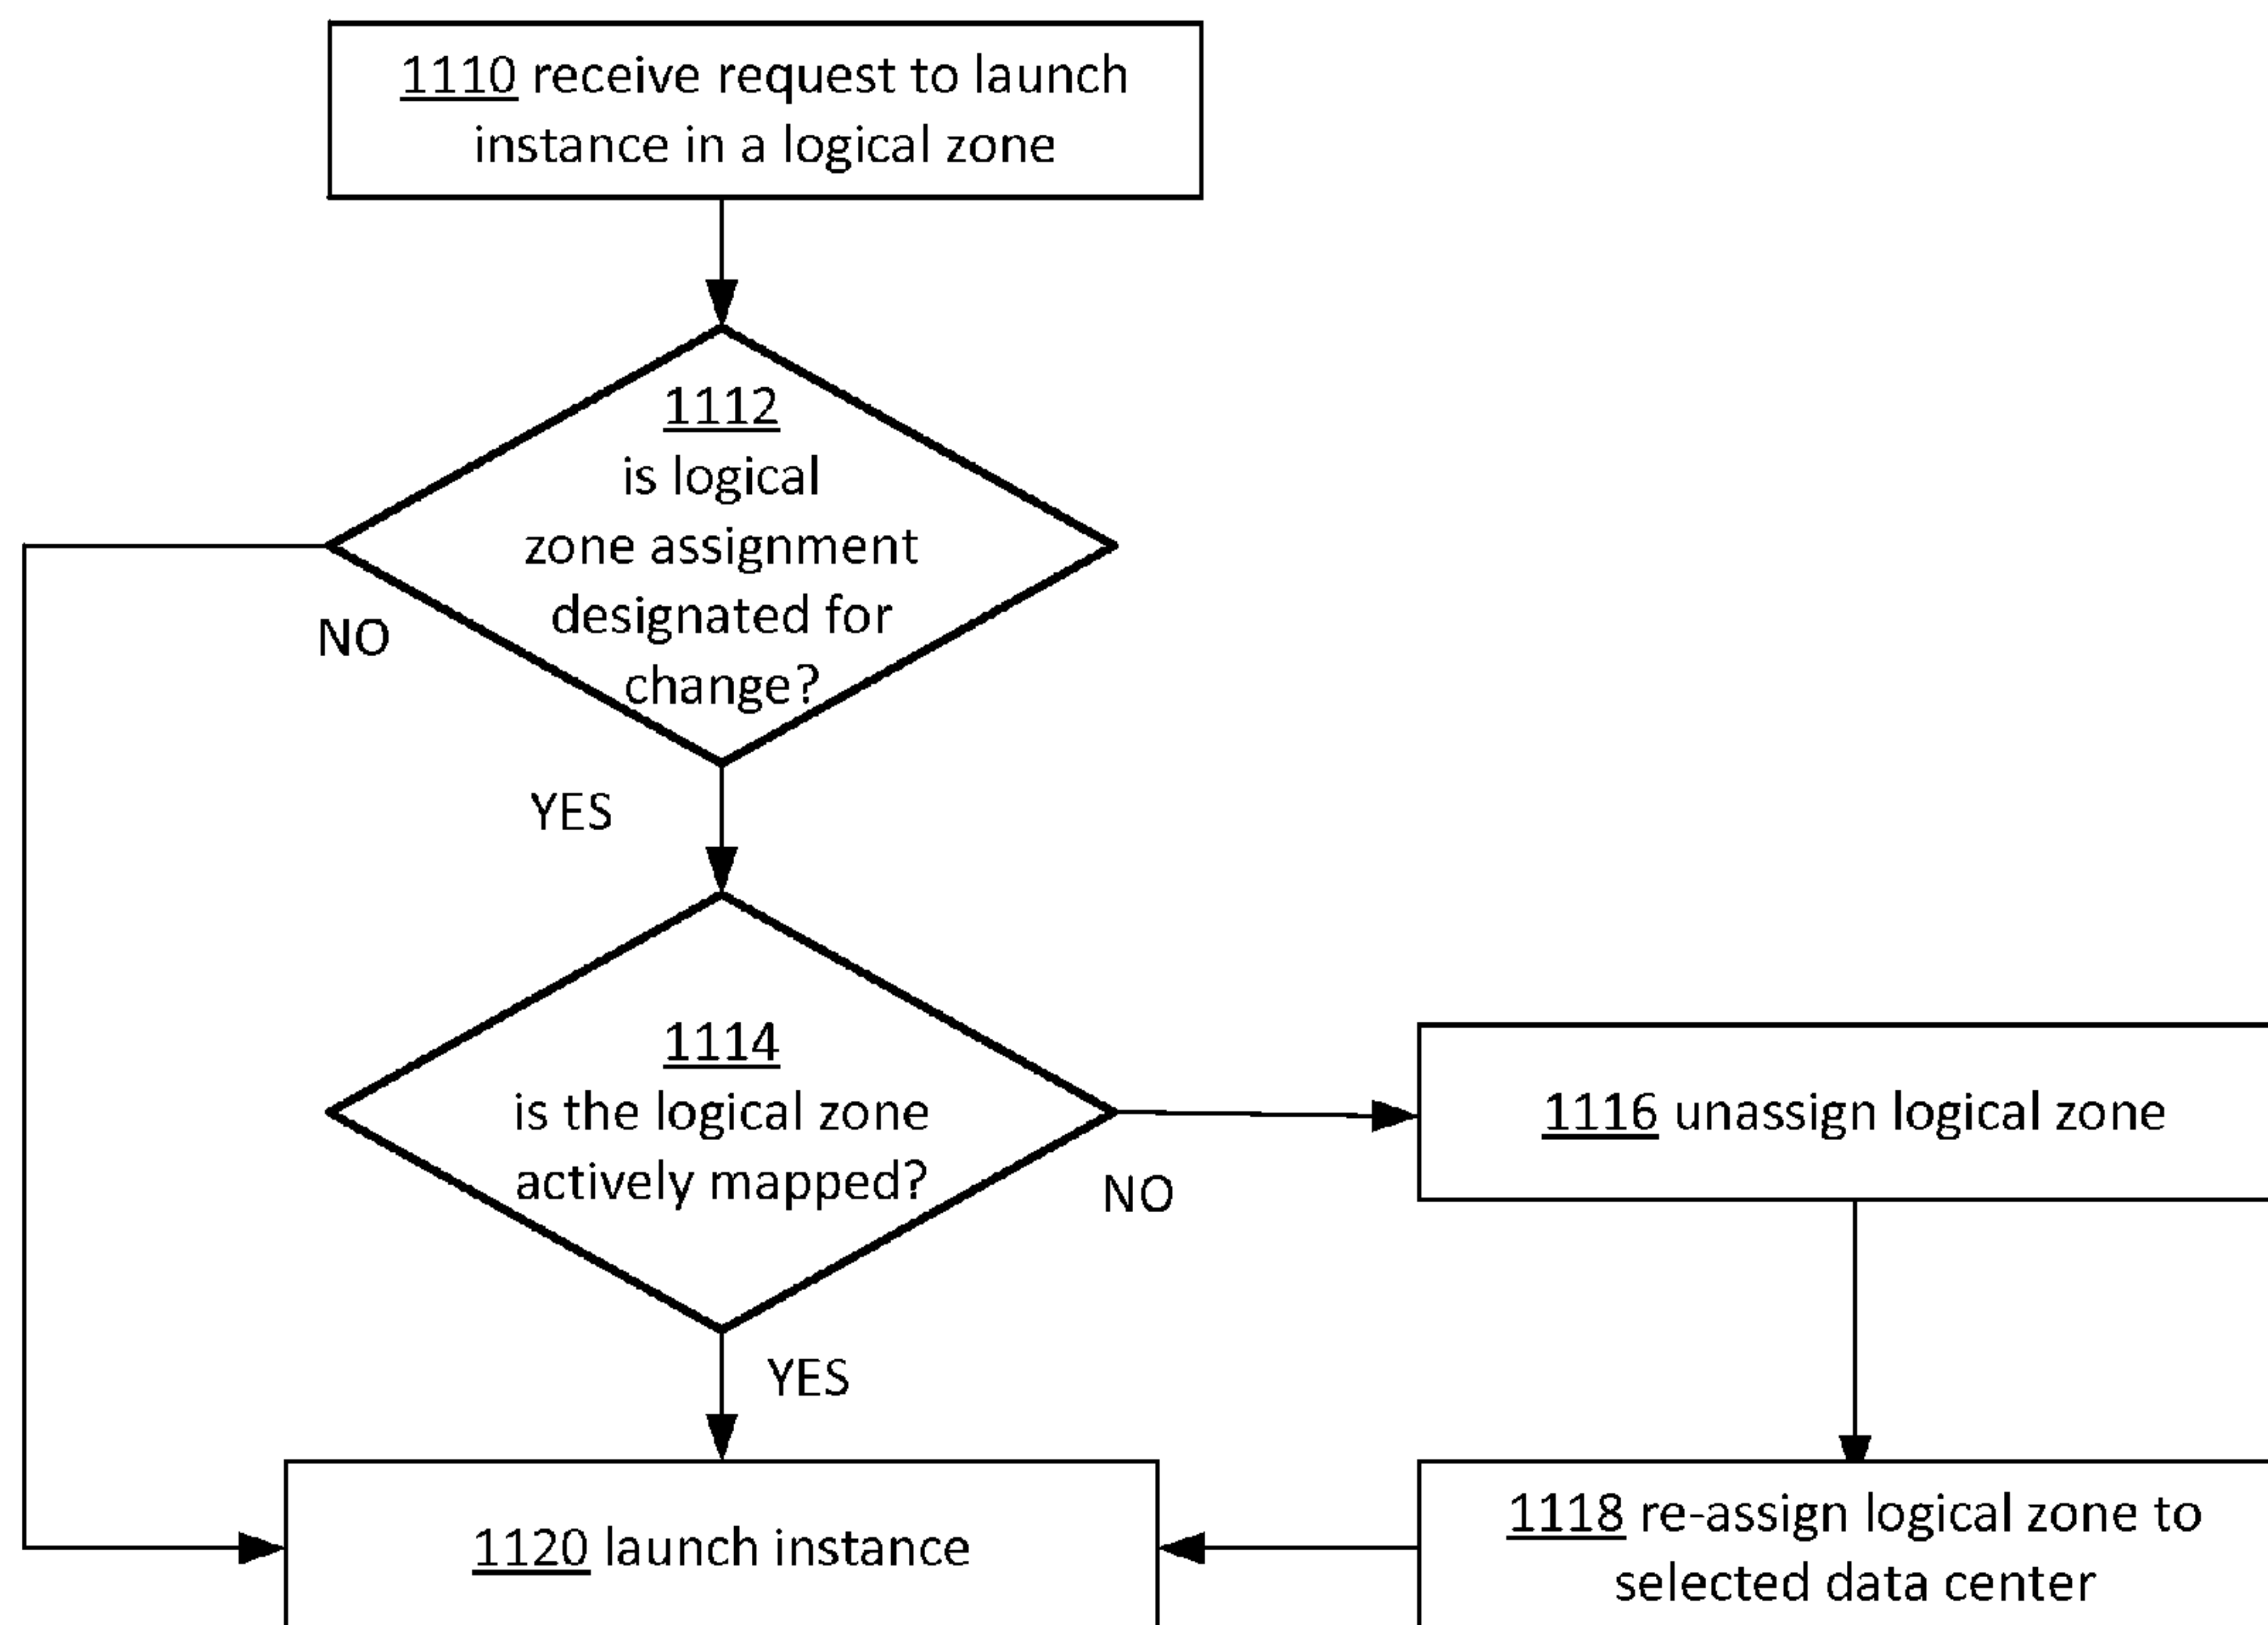 1110 receive request to launch
instance in a logical zone
1112
is logical
zone assignment
designated for
change?
NO
YES
1114
is the logical zone
actively mapped?
NO
1116 unassign logical zone
YES
1120 launch instance
1118 re-assign logical zone to
selected data center